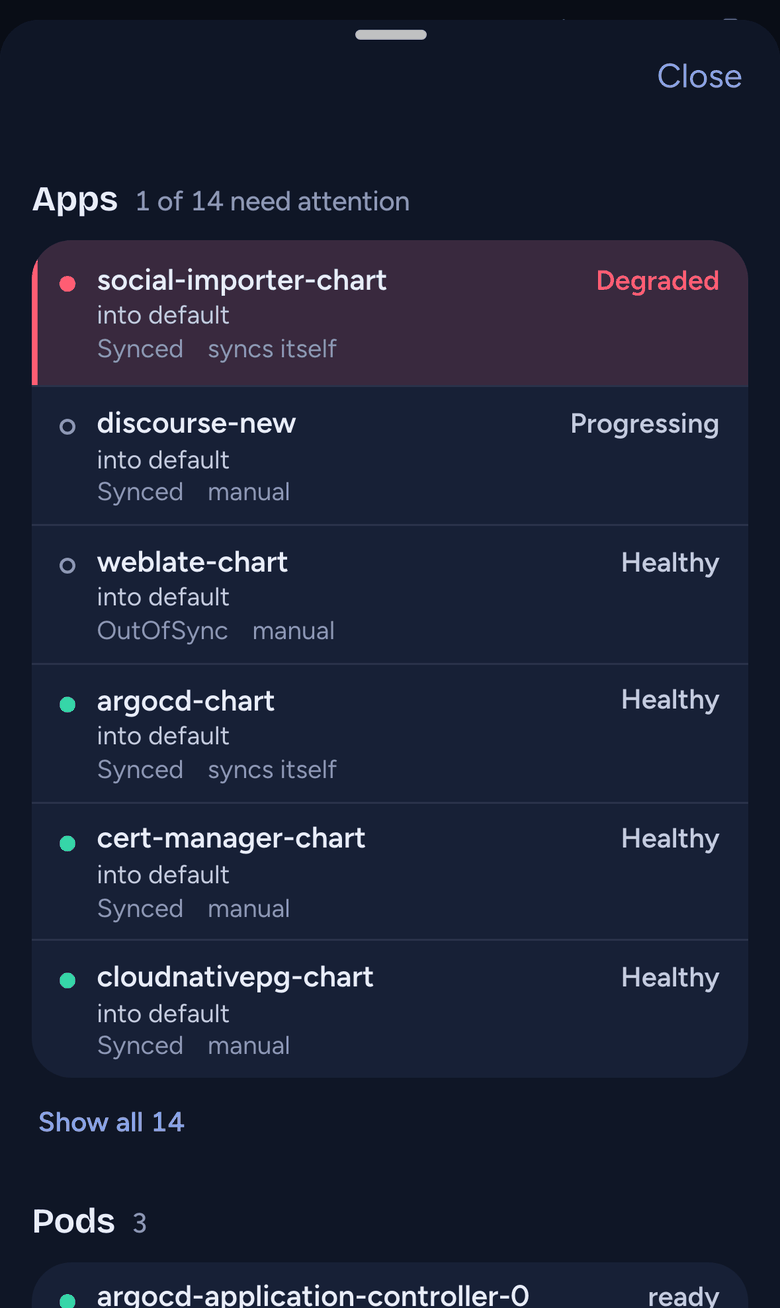 Close
Apps 1 of 14 need attention
social-importer-chart Degraded
into default
Synced syncs itself
discourse-new Progressing
into default
Synced manual
weblate-chart Healthy
into default
OutOfSync manual
argocd-chart Healthy
into default
Synced syncs itself
cert-manager-chart Healthy
into default
Synced manual
cloudnativepg-chart Healthy
into default
Synced manual
Show all 14
Pods 3
argocd-application-controller-0 ready